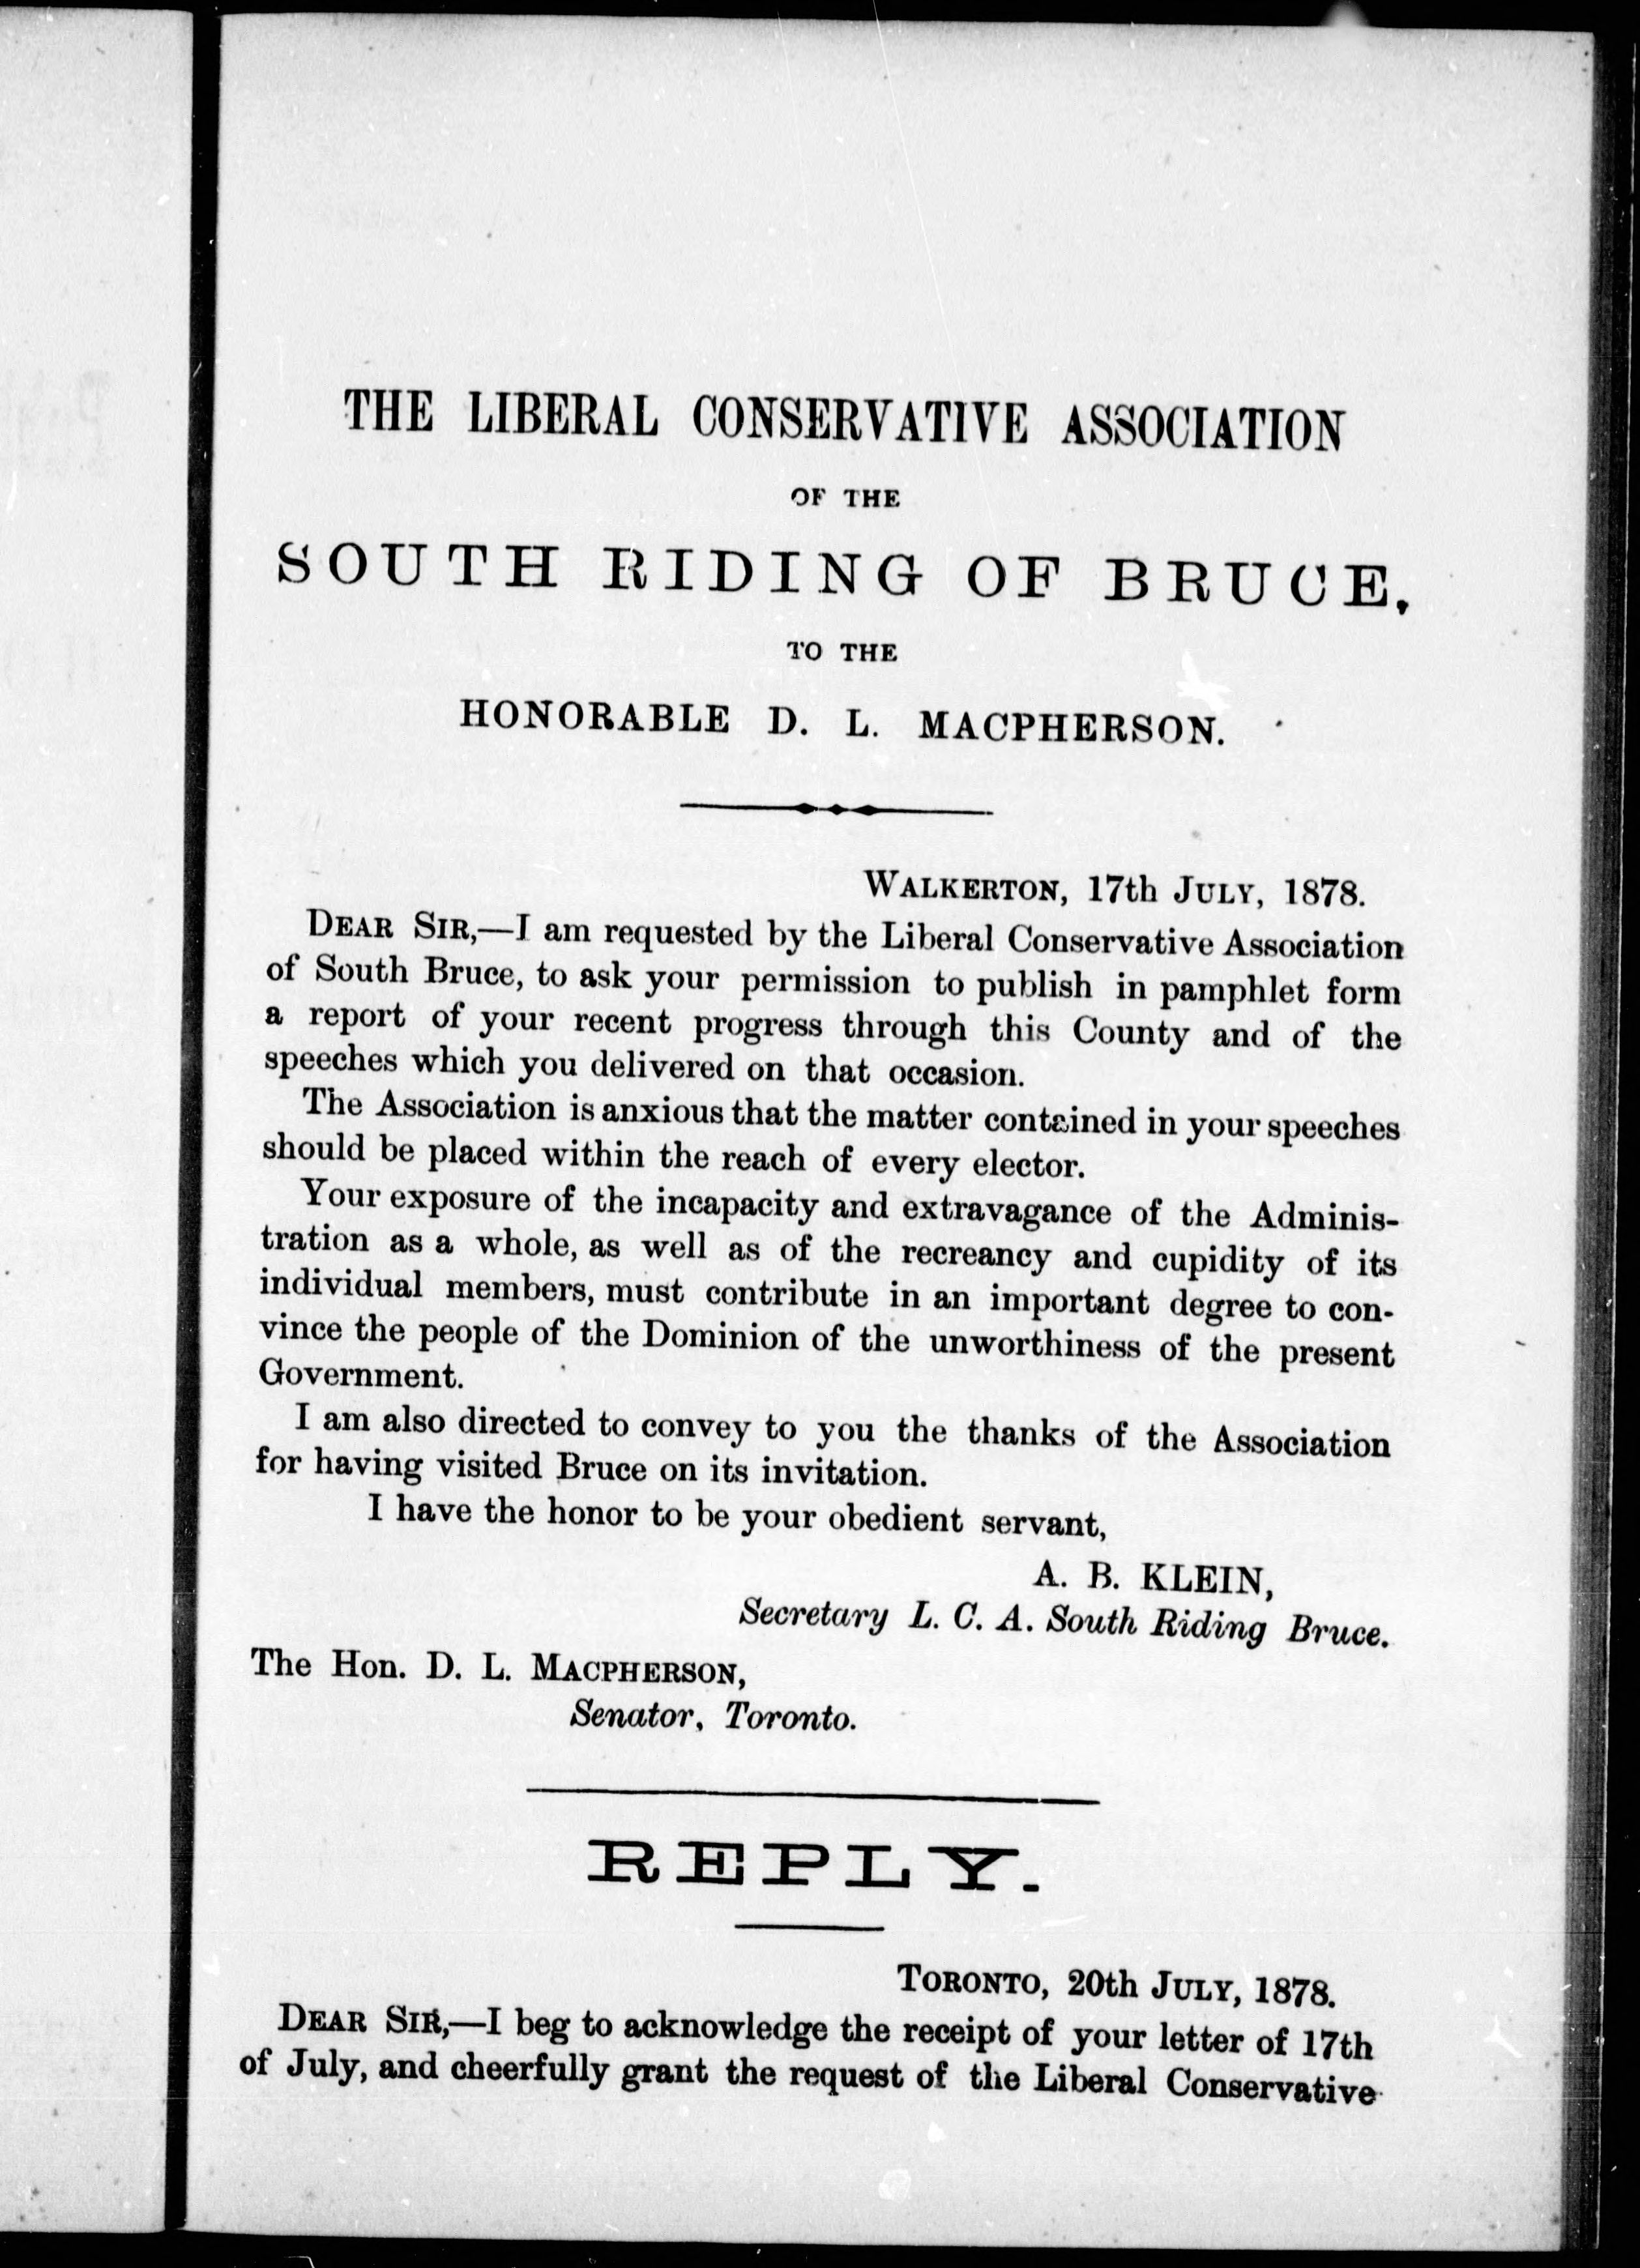 THE LIBERAL CONSERVATIVE ASSOCIATION
OF THE
SOUTH RIDING OF BRUCE,
TO THE
HONORABLE D. L. MACPHERSON.
WALKERTON, 17th JULY, 1878.
DEAR SIR,—I am requested by the Liberal Conservative Association
of South Bruce, to ask your permission to publish in pamphlet form
a report of your recent progress through this County and of the
speeches which you delivered on that occasion.
The Association is anxious that the matter contained in your speeches
should be placed within the reach of every elector.
Your exposure of the incapacity and extravagance of the Adminis-
tration as a whole, as well as of the recreancy and cupidity of its
individual members, must contribute in an important degree to con-
vince the people of the Dominion of the unworthiness of the present
Government.
I am also directed to convey to you the thanks of the Association
for having visited Bruce on its invitation.
I have the honor to be your obedient servant,
A. B. KLEIN,
Secretary L. C. A. South Riding Bruce.
The Hon. D. L. MACPHERSON,
Senator, Toronto.
REPLY.
TORONTO, 20th JULY, 1878.
DEAR SIR,—I beg to acknowledge the receipt of your letter of 17th
of July, and cheerfully grant the request of the Liberal Conservative